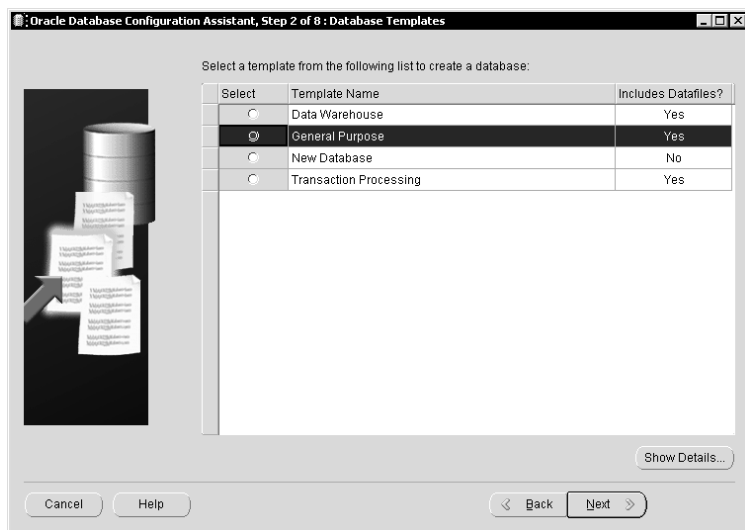 Oracle Database Configuration Assistant, Step 2 of 8 : Database Templates
Select a template from the following list to create a database:
Select Template Name Includes Datafiles?
Data Warehouse Yes
General Purpose Yes
New Database No
Transaction Processing Yes
Show Details...
Cancel Help Back Next